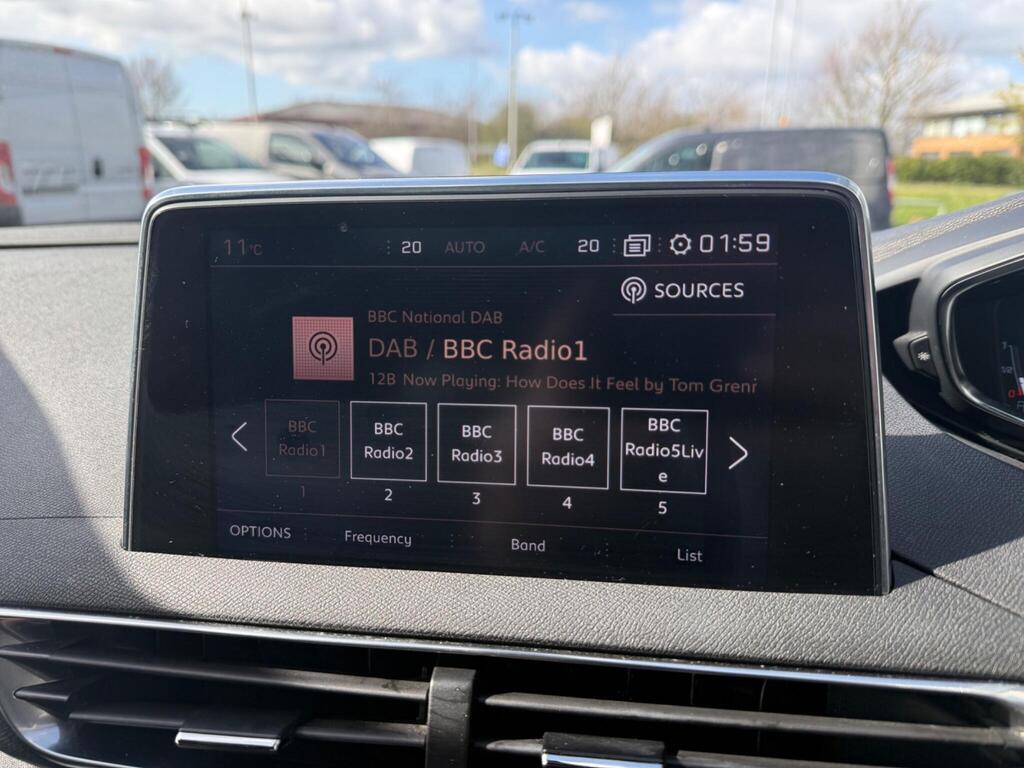 11°C 20 AUTO A/C 20 01:59
SOURCES
BBC National DAB
DAB / BBC Radio1
12B Now Playing: How Does It Feel by Tom Gren
BBC
Radio1
BBC
Radio2
BBC
Radio3
BBC
Radio4
BBC
Radio5Liv
e
1 2 3 4 5
OPTIONS Frequency Band List